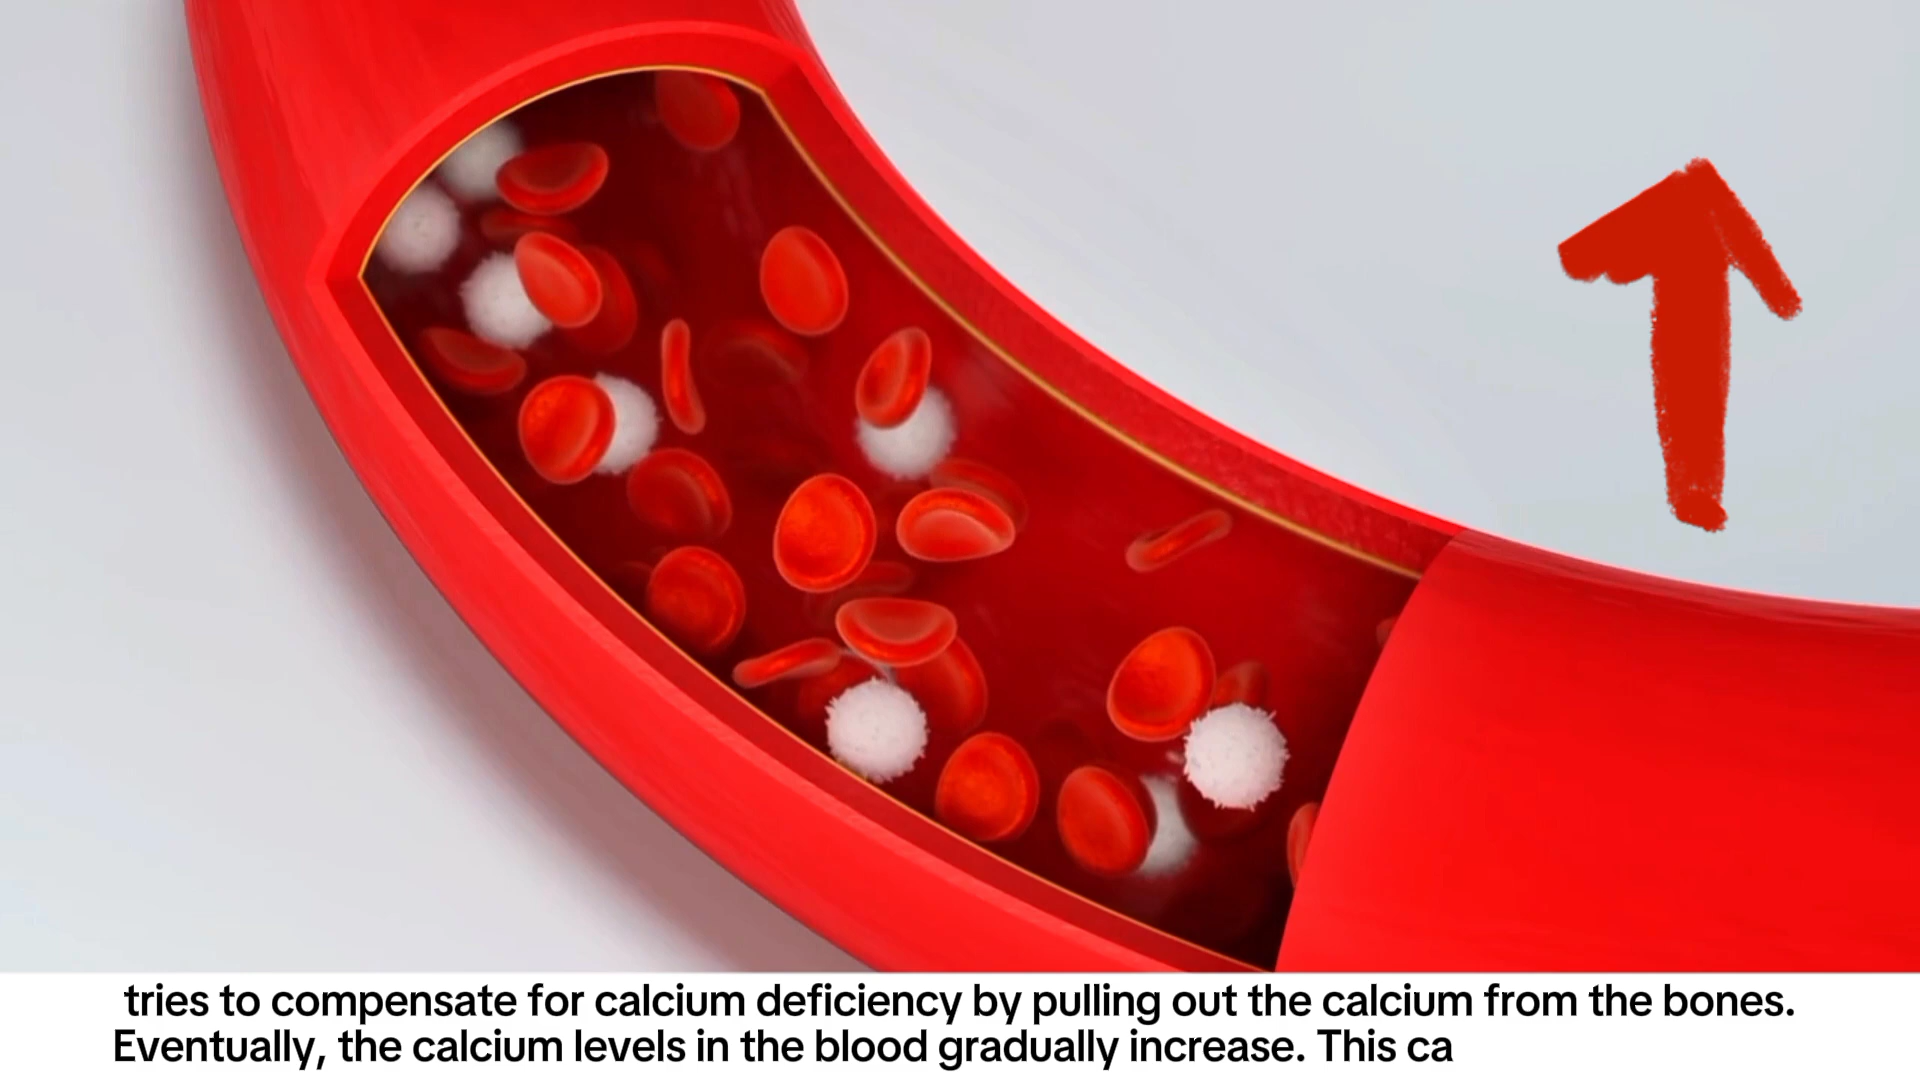 tries to compensate for calcium deficiency by pulling out the calcium from the bones.
Eventually, the calcium levels in the blood gradually increase. This ca